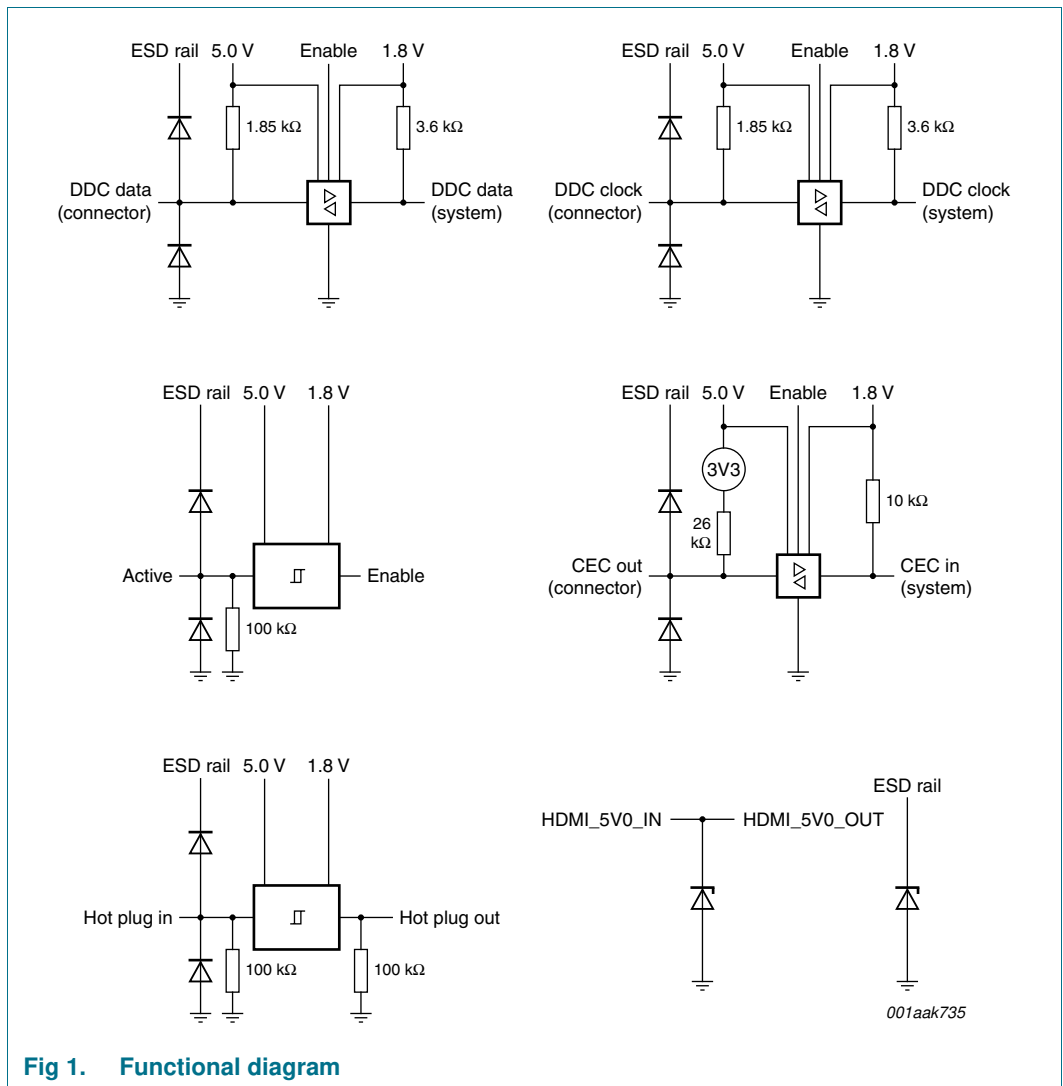 ESD rail 5.0 V Enable 1.8 V
1.85 kΩ 3.6 kΩ
DDC data
(connector)
DDC data
(system)
ESD rail 5.0 V Enable 1.8 V
1.85 kΩ 3.6 kΩ
DDC clock
(connector)
DDC clock
(system)
ESD rail 5.0 V 1.8 V
Active
Enable
100 kΩ
ESD rail 5.0 V Enable 1.8 V
3V3
26
kΩ
10 kΩ
CEC out
(connector)
CEC in
(system)
ESD rail 5.0 V 1.8 V
Hot plug in
Hot plug out
100 kΩ 100 kΩ
ESD rail
HDMI_5V0_IN HDMI_5V0_OUT
001aak735
Fig 1. Functional diagram